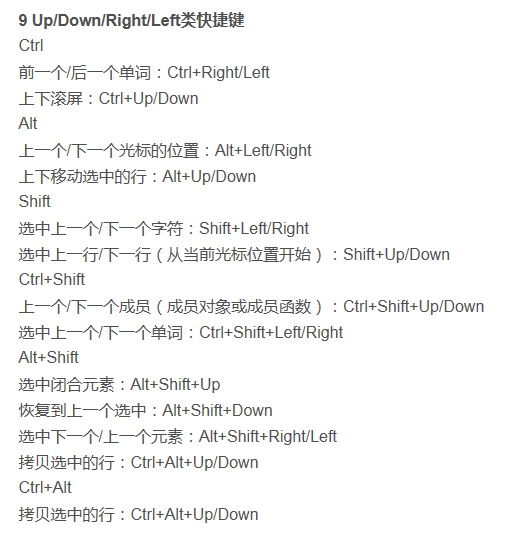 9 Up/Down/Right/Left类快捷键
Ctrl
前一个/后一个单词：Ctrl+Right/Left
上下滚屏：Ctrl+Up/Down
Alt
上一个/下一个光标的位置：Alt+Left/Right
上下移动选中的行：Alt+Up/Down
Shift
选中上一个/下一个字符：Shift+Left/Right
选中上一行/下一行（从当前光标位置开始）：Shift+Up/Down
Ctrl+Shift
上一个/下一个成员（成员对象或成员函数）：Ctrl+Shift+Up/Down
选中上一个/下一个单词：Ctrl+Shift+Left/Right
Alt+Shift
选中闭合元素：Alt+Shift+Up
恢复到上一个选中：Alt+Shift+Down
选中下一个/上一个元素：Alt+Shift+Right/Left
拷贝选中的行：Ctrl+Alt+Up/Down
Ctrl+Alt
拷贝选中的行：Ctrl+Alt+Up/Down